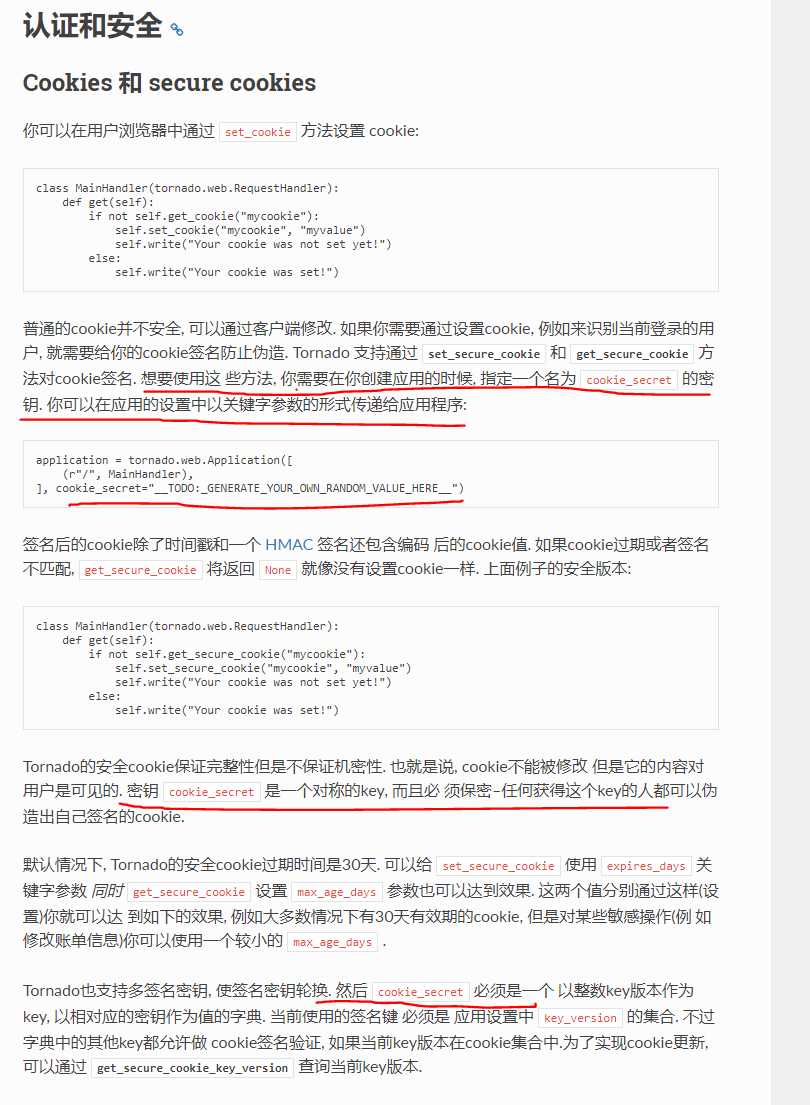 认证和安全
Cookies 和 secure cookies
你可以在用户浏览器中通过 set_cookie 方法设置 cookie:
class MainHandler(tornado.web.RequestHandler):
    def get(self):
        if not self.get_cookie("mycookie"):
            self.set_cookie("mycookie", "myvalue")
            self.write("Your cookie was not set yet!")
        else:
            self.write("Your cookie was set!")
普通的cookie并不安全, 可以通过客户端修改. 如果你需要通过设置cookie, 例如来识别当前登录的用
户, 就需要给你的cookie签名防止伪造. Tornado 支持通过 set_secure_cookie 和 get_secure_cookie 方
法对cookie签名. 想要使用这 些方法, 你需要在你创建应用的时候, 指定一个名为 cookie_secret 的密
钥. 你可以在应用的设置中以关键字参数的形式传递给应用程序:
application = tornado.web.Application([
    (r"/", MainHandler),
], cookie_secret="__TODO:_GENERATE_YOUR_OWN_RANDOM_VALUE_HERE__")
签名后的cookie除了时间戳和一个 HMAC 签名还包含编码 后的cookie值. 如果cookie过期或者签名
不匹配, get_secure_cookie 将返回 None 就像没有设置cookie一样. 上面例子的安全版本:
class MainHandler(tornado.web.RequestHandler):
    def get(self):
        if not self.get_secure_cookie("mycookie"):
            self.set_secure_cookie("mycookie", "myvalue")
            self.write("Your cookie was not set yet!")
        else:
            self.write("Your cookie was set!")
Tornado的安全cookie保证完整性但是不保证机密性. 也就是说, cookie不能被修改 但是它的内容对
用户是可见的. 密钥 cookie_secret 是一个对称的key, 而且必 须保密–任何获得这个key的人都可以伪
造出自己签名的cookie.
默认情况下, Tornado的安全cookie过期时间是30天. 可以给 set_secure_cookie 使用 expires_days 关
键字参数 同时 get_secure_cookie 设置 max_age_days 参数也可以达到效果. 这两个值分别通过这样(设
置)你就可以达 到如下的效果, 例如大多数情况下有30天有效期的cookie, 但是对某些敏感操作(例 如
修改账单信息)你可以使用一个较小的 max_age_days .
Tornado也支持多签名密钥, 使签名密钥轮换. 然后 cookie_secret 必须是一个 以整数key版本作为
key, 以相对应的密钥作为值的字典. 当前使用的签名键 必须是 应用设置中 key_version 的集合. 不过
字典中的其他key都允许做 cookie签名验证, 如果当前key版本在cookie集合中.为了实现cookie更新,
可以通过 get_secure_cookie_key_version 查询当前key版本.